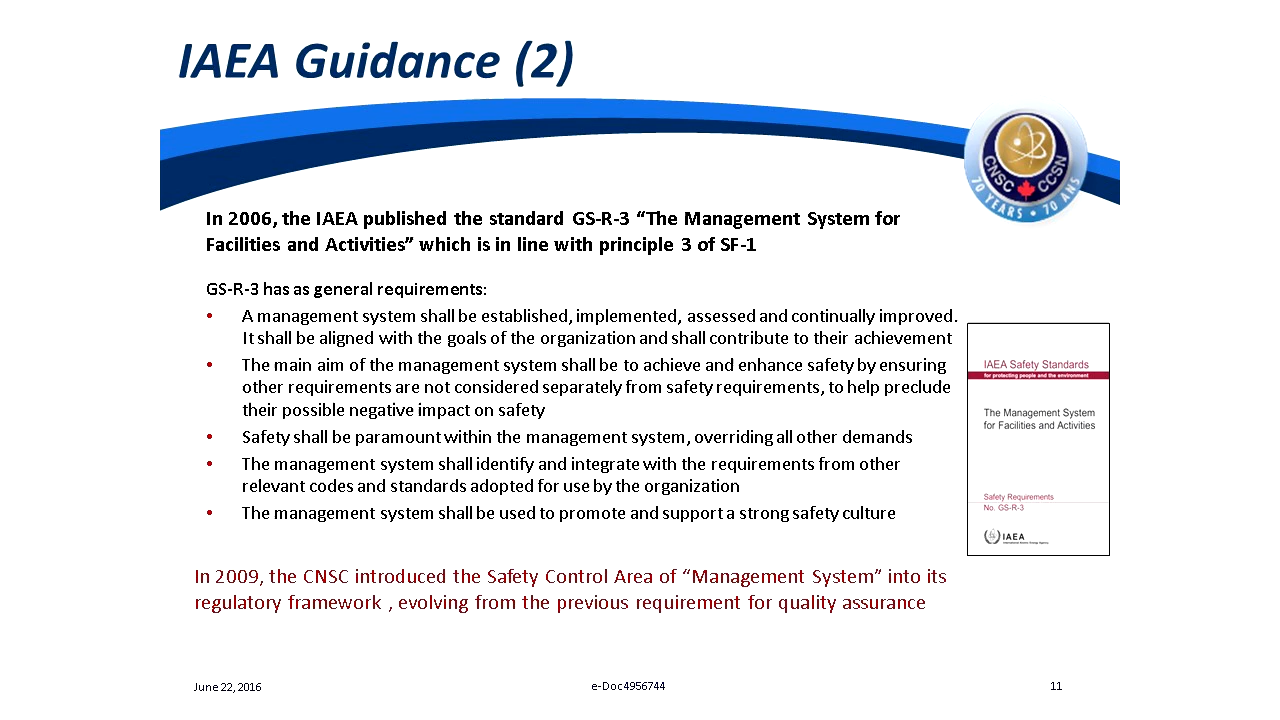 IAEA Guidance (2)
CNSC CCSN
70 YEARS • 70 ANS
In 2006, the IAEA published the standard GS-R-3 “The Management System for
Facilities and Activities” which is in line with principle 3 of SF-1
GS-R-3 has as general requirements:
• A management system shall be established, implemented, assessed and continually improved.
It shall be aligned with the goals of the organization and shall contribute to their achievement
• The main aim of the management system shall be to achieve and enhance safety by ensuring
other requirements are not considered separately from safety requirements, to help preclude
their possible negative impact on safety
• Safety shall be paramount within the management system, overriding all other demands
• The management system shall identify and integrate with the requirements from other
relevant codes and standards adopted for use by the organization
• The management system shall be used to promote and support a strong safety culture
IAEA Safety Standards
for protecting people and the environment
The Management System
for Facilities and Activities
Safety Requirements
No. GS-R-3
IAEA
International Atomic Energy Agency
In 2009, the CNSC introduced the Safety Control Area of “Management System” into its
regulatory framework , evolving from the previous requirement for quality assurance
June 22, 2016
e-Doc4956744
11